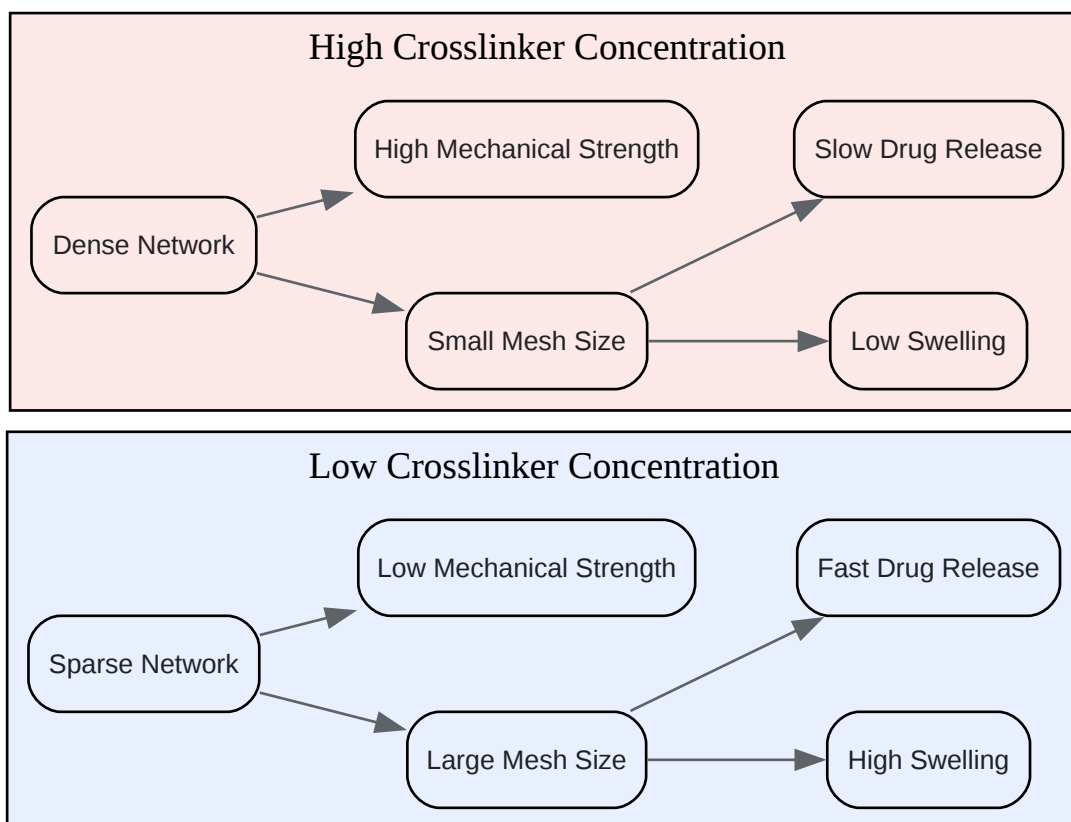 High Crosslinker Concentration
High Mechanical Strength
Slow Drug Release
Dense Network
Small Mesh Size
Low Swelling
Low Crosslinker Concentration
Low Mechanical Strength
Fast Drug Release
Sparse Network
Large Mesh Size
High Swelling